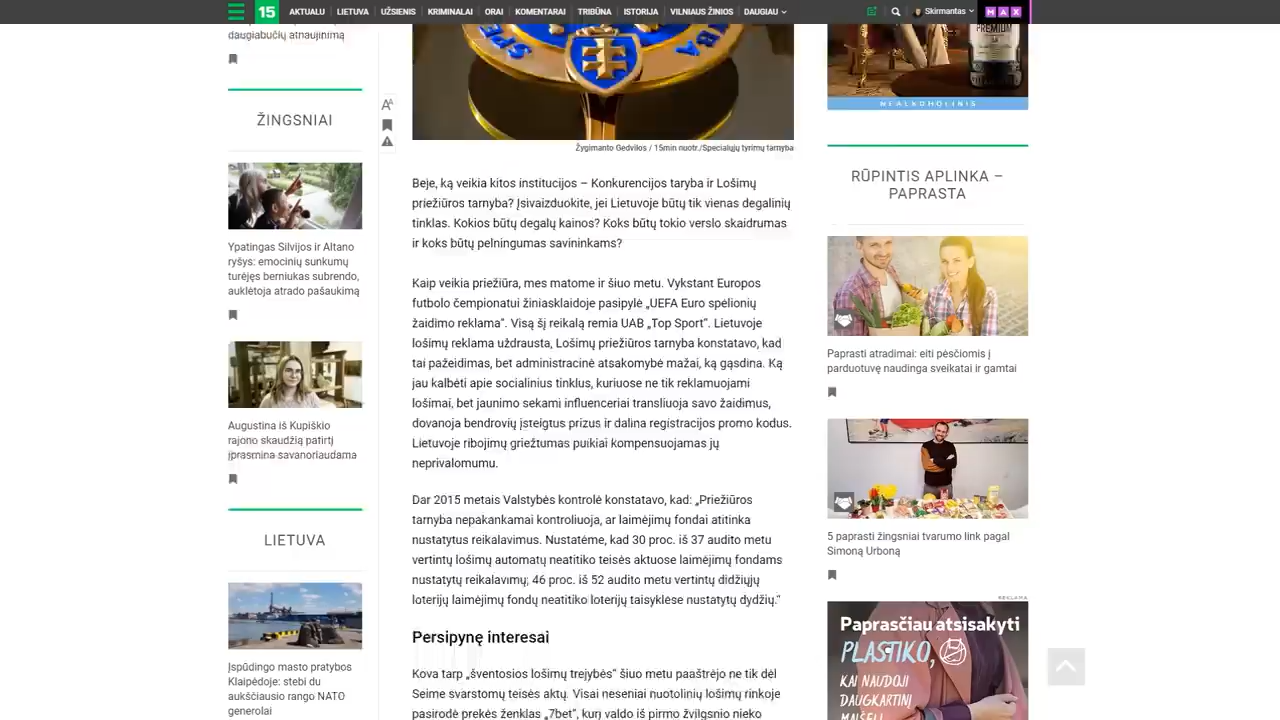 15
AKTUALU
LIETUVA
UŽSIENIS
KRIMINALAI
ORAI
KOMENTARAI
TRIBŪNA
ISTORIJA
VILNIAUS ŽINIOS
DAUGIAU
Skirmantas
MAX
daugiabučių atnaujinimą
ŽINGSNIAI
Ypatingas Silvijos ir Altano
ryšys: emocinių sunkumų
turėjęs berniukas subrendo,
auklėtoja atrado pašaukimą
Augustina iš Kupiškio
rajono skaudžią patirtį
įprasmina savanoriaudama
LIETUVA
Įspūdingo masto pratybos
Klaipėdoje: stebi du
aukščiausio rango NATO
generolai
Žygimanto Gedvilos / 15min nuotr./Specialiųjų tyrimų tarnyba
Beje, ką veikia kitos institucijos – Konkurencijos taryba ir Lošimų
priežiūros tarnyba? Įsivaizduokite, jei Lietuvoje būtų tik vienas degalinių
tinklas. Kokios būtų degalų kainos? Koks būtų tokio verslo skaidrumas
ir koks būtų pelningumas savininkams?
Kaip veikia priežiūra, mes matome ir šiuo metu. Vykstant Europos
futbolo čempionatui žiniasklaidoje pasipylė „UEFA Euro spėlionių
žaidimo reklama“. Visą šį reikalą remia UAB „Top Sport“. Lietuvoje
lošimų reklama uždrausta, Lošimų priežiūros tarnyba konstatavo, kad
tai pažeidimas, bet administracinė atsakomybė mažai, ką gąsdina. Ką
jau kalbėti apie socialinius tinklus, kuriuose ne tik reklamuojami
lošimai, bet jaunimo sekami influenceriai transliuoja savo žaidimus,
dovanoja bendrovių įsteigtus prizus ir dalina registracijos promo kodus.
Lietuvoje ribojimų griežtumas puikiai kompensuojamas jų
neprivalomumu.
Dar 2015 metais Valstybės kontrolė konstatavo, kad: „Priežiūros
tarnyba nepakankamai kontroliuoja, ar laimėjimų fondai atitinka
nustatytus reikalavimus. Nustatėme, kad 30 proc. iš 37 audito metu
vertintų lošimų automatų neatitiko teisės aktuose laimėjimų fondams
nustatytų reikalavimų; 46 proc. iš 52 audito metu vertintų didžiųjų
loterijų laimėjimų fondų neatitiko loterijų taisyklėse nustatytų dydžių.“
Persipynę interesai
Kova tarp „šventosios lošimų trejybės“ šiuo metu paaštrėjo ne tik dėl
Seime svarstomų teisės aktų. Visai neseniai nuotolinių lošimų rinkoje
pasirodė prekės ženklas „7bet“, kurį valdo iš pirmo žvilgsnio nieko
PREMIUM
NEALKOHOLINIS
RŪPINTIS APLINKA –
PAPRASTA
Paprasti atradimai: eiti pėsčiomis į
parduotuvę naudinga sveikatai ir gamtai
5 paprasti žingsniai tvarumo link pagal
Simoną Urboną
REKLAMA
Paprasčiau atsisakyti
PLASTIKO,
KAI NAUDOJI
DAUGKARTINĮ
MAIŠELĮ